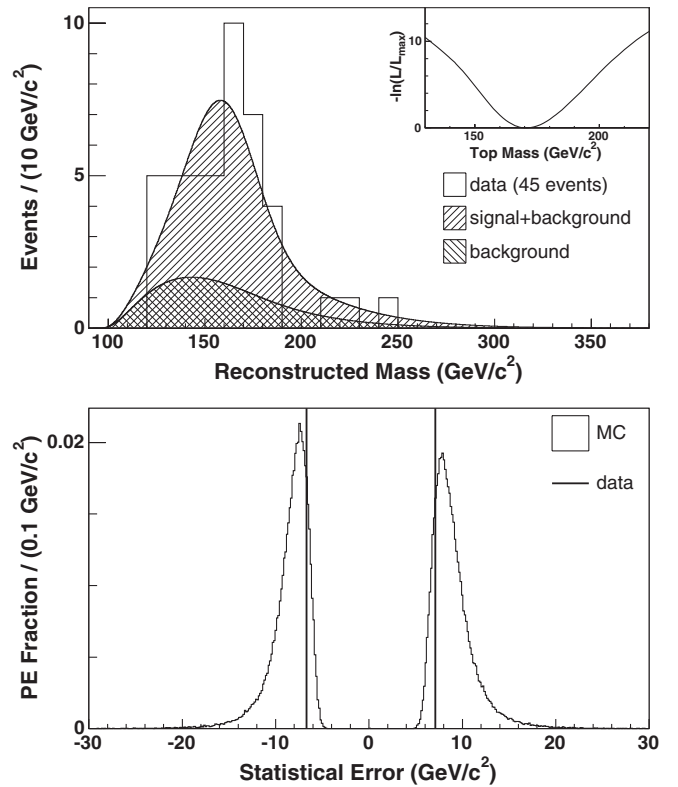 10
5
0
Events / (10 GeV/c²)
100 150 200 250 300 350
Reconstructed Mass (GeV/c²)
10
0
-ln(L/Lmax)
150 200
Top Mass (GeV/c²)
data (45 events)
signal+background
background
0.02
0
PE Fraction / (0.1 GeV/c²)
-30 -20 -10 0 10 20 30
Statistical Error (GeV/c²)
MC
data